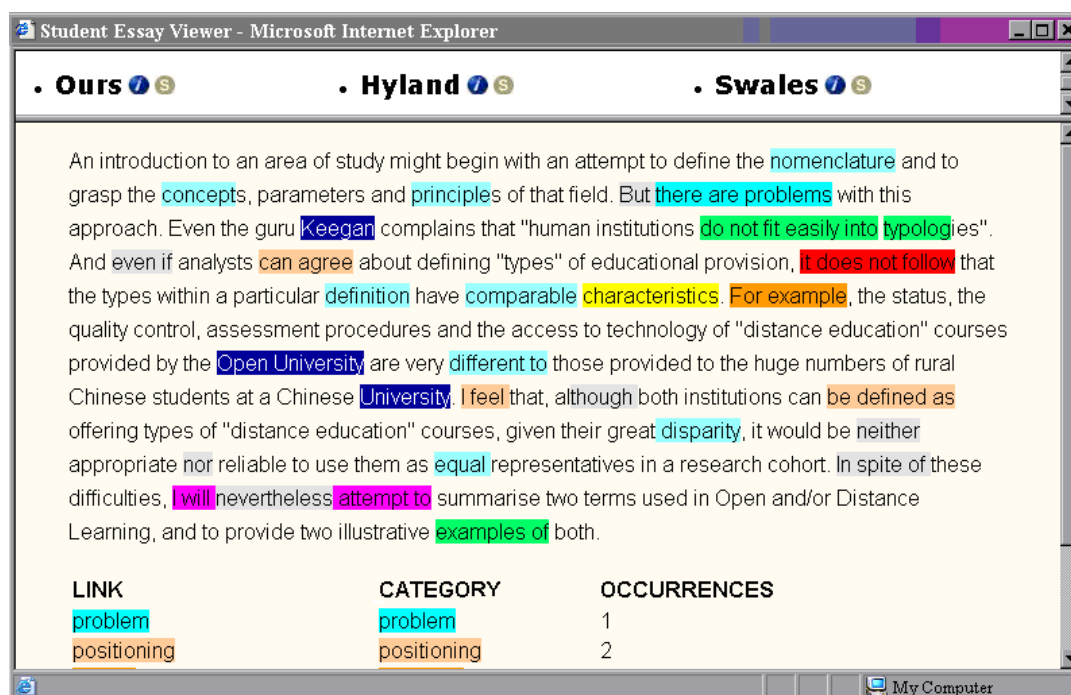 Student Essay Viewer - Microsoft Internet Explorer
• Ours i S • Hyland i S • Swales i S
An introduction to an area of study might begin with an attempt to define the nomenclature and to
grasp the concepts, parameters and principles of that field. But there are problems with this
approach. Even the guru Keegan complains that "human institutions do not fit easily into typologies".
And even if analysts can agree about defining "types" of educational provision, it does not follow that
the types within a particular definition have comparable characteristics. For example, the status, the
quality control, assessment procedures and the access to technology of "distance education" courses
provided by the Open University are very different to those provided to the huge numbers of rural
Chinese students at a Chinese University. I feel that, although both institutions can be defined as
offering types of "distance education" courses, given their great disparity, it would be neither
appropriate nor reliable to use them as equal representatives in a research cohort. In spite of these
difficulties, I will nevertheless attempt to summarise two terms used in Open and/or Distance
Learning, and to provide two illustrative examples of both.
LINK CATEGORY OCCURRENCES
problem problem 1
positioning positioning 2
My Computer